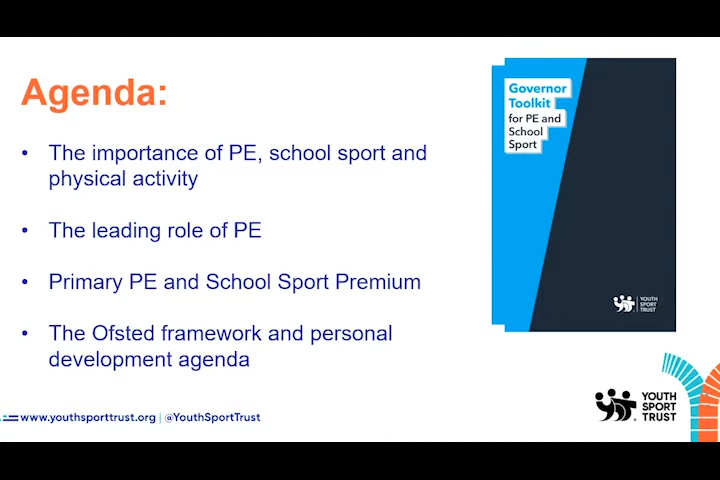 Agenda:
• The importance of PE, school sport and
physical activity
• The leading role of PE
• Primary PE and School Sport Premium
• The Ofsted framework and personal
development agenda
Governor
Toolkit
for PE and
School
Sport
YOUTH
SPORT
TRUST
www.youthsporttrust.org | @YouthSportTrust
YOUTH
SPORT
TRUST